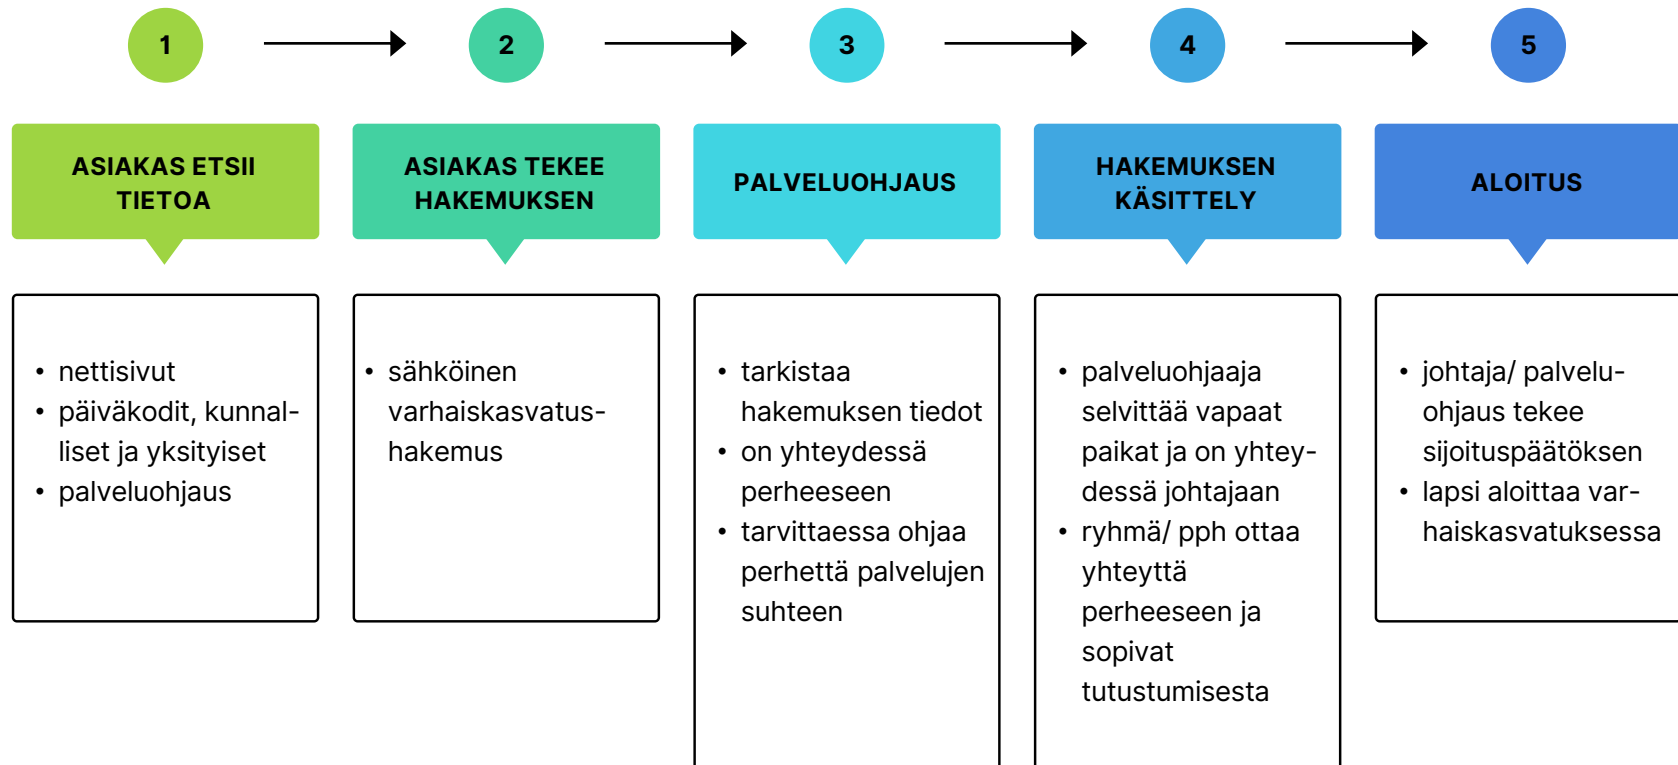 1
2
3
4
5
ASIAKAS ETSII
TIETOA
ASIAKAS TEKEE
HAKEMUKSEN
PALVELUOHJAUS
HAKEMUKSEN
KÄSITTELY
ALOITUS
• nettisivut
• päiväkodit, kunnal-
liset ja yksityiset
• palveluohjaus
• sähköinen
varhaiskasvatus-
hakemus
• tarkistaa
hakemuksen tiedot
• on yhteydessä
perheeseen
• tarvittaessa ohjaa
perhettä palvelujen
suhteen
• palveluohjaaja
selvittää vapaat
paikat ja on yhtey-
dessä johtajaan
• ryhmä/ pph ottaa
yhteyttä
perheeseen ja
sopivat
tutustumisesta
• johtaja/ palvelu-
ohjaus tekee
sijoituspäätöksen
• lapsi aloittaa var-
haiskasvatuksessa